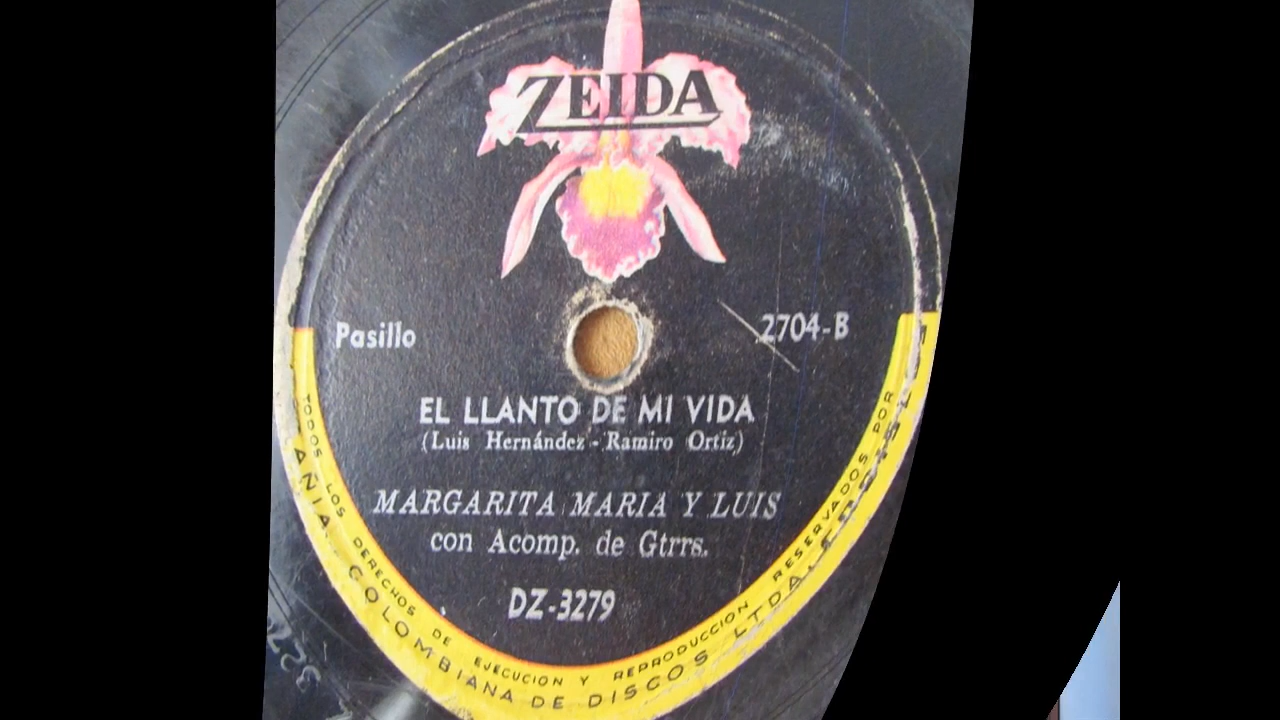 ZEIDA
Pasillo
2704-B
EL LLANTO DE MI VIDA
(Luis Hernández - Ramiro Ortiz)
MARGARITA MARIA Y LUIS
con Acomp. de Gtrrs.
DZ-3279
TODOS LOS DERECHOS DE EJECUCION Y REPRODUCCION RESERVADOS POR
AÑIA COLOMBIANA DE DISCOS LTDA.